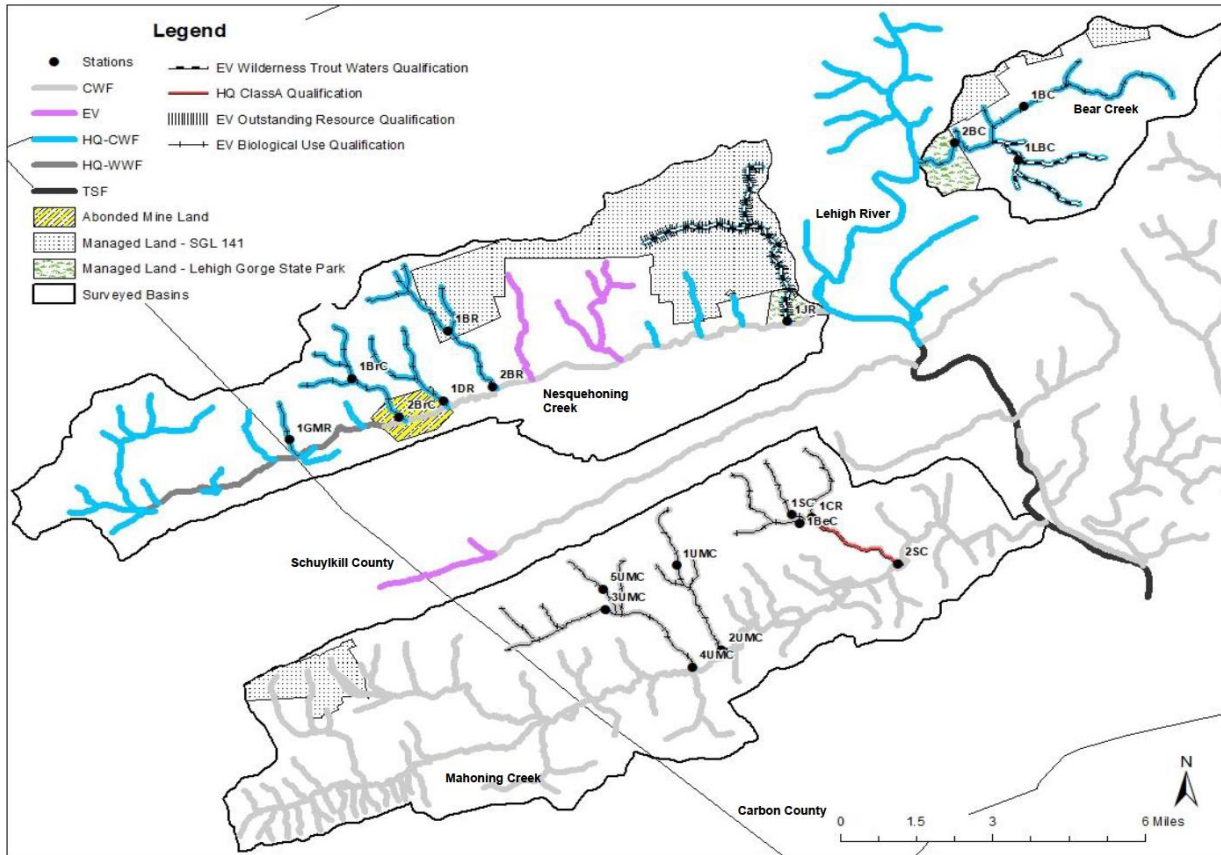 Legend
Stations
CWF
EV
HQ-CWF
HQ-WWF
TSF
Abonded Mine Land
Managed Land - SGL 141
Managed Land - Lehigh Gorge State Park
Surveyed Basins
EV Wilderness Trout Waters Qualification
HQ ClassA Qualification
EV Outstanding Resource Qualification
EV Biological Use Qualification
1BC
Bear Creek
2BC
1LBC
Lehigh River
1JR
1BR
1BrC
2BR
1DR
Nesquehoning
Creek
2BrC
1GMR
1SC
1CR
1BeC
Schuylkill County
1UMC
2SC
5UMC
3UMC
2UMC
4UMC
Mahoning Creek
Carbon County
N
0 1.5 3 6 Miles